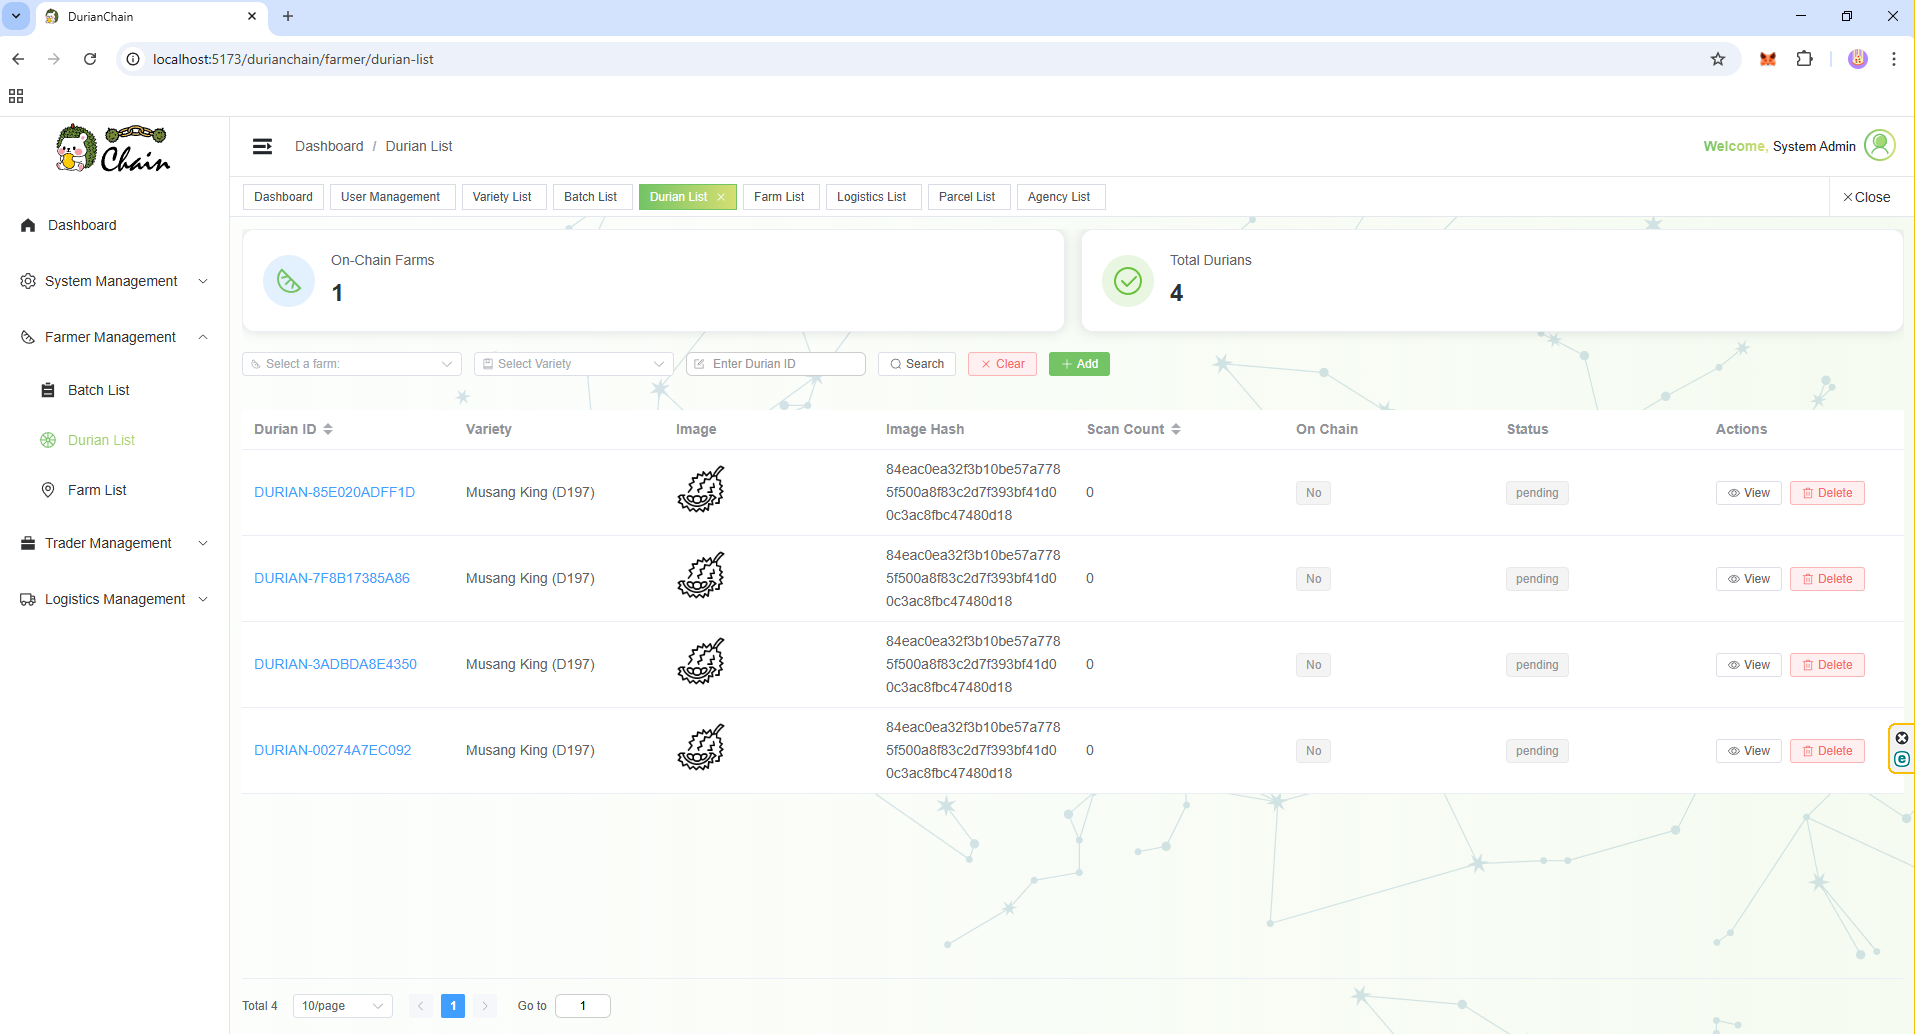 DurianChain
localhost:5173/durianchain/farmer/durian-list
Chain
Dashboard / Durian List
Welcome, System Admin
Dashboard
User Management
Variety List
Batch List
Durian List
Farm List
Logistics List
Parcel List
Agency List
Close
Dashboard
System Management
Farmer Management
Batch List
Durian List
Farm List
Trader Management
Logistics Management
On-Chain Farms
1
Total Durians
4
Select a farm:
Select Variety
Enter Durian ID
Search
Clear
Add
Durian ID Variety Image Image Hash Scan Count On Chain Status Actions
DURIAN-85E020ADFF1D Musang King (D197)
84eac0ea32f3b10be57a778
5f500a8f83c2d7f393bf41d0
0c3ac8fbc47480d18
0 No pending View Delete
DURIAN-7F8B17385A86 Musang King (D197)
84eac0ea32f3b10be57a778
5f500a8f83c2d7f393bf41d0
0c3ac8fbc47480d18
0 No pending View Delete
DURIAN-3ADBDA8E4350 Musang King (D197)
84eac0ea32f3b10be57a778
5f500a8f83c2d7f393bf41d0
0c3ac8fbc47480d18
0 No pending View Delete
DURIAN-00274A7EC092 Musang King (D197)
84eac0ea32f3b10be57a778
5f500a8f83c2d7f393bf41d0
0c3ac8fbc47480d18
0 No pending View Delete
Total 4 10/page 1 Go to 1